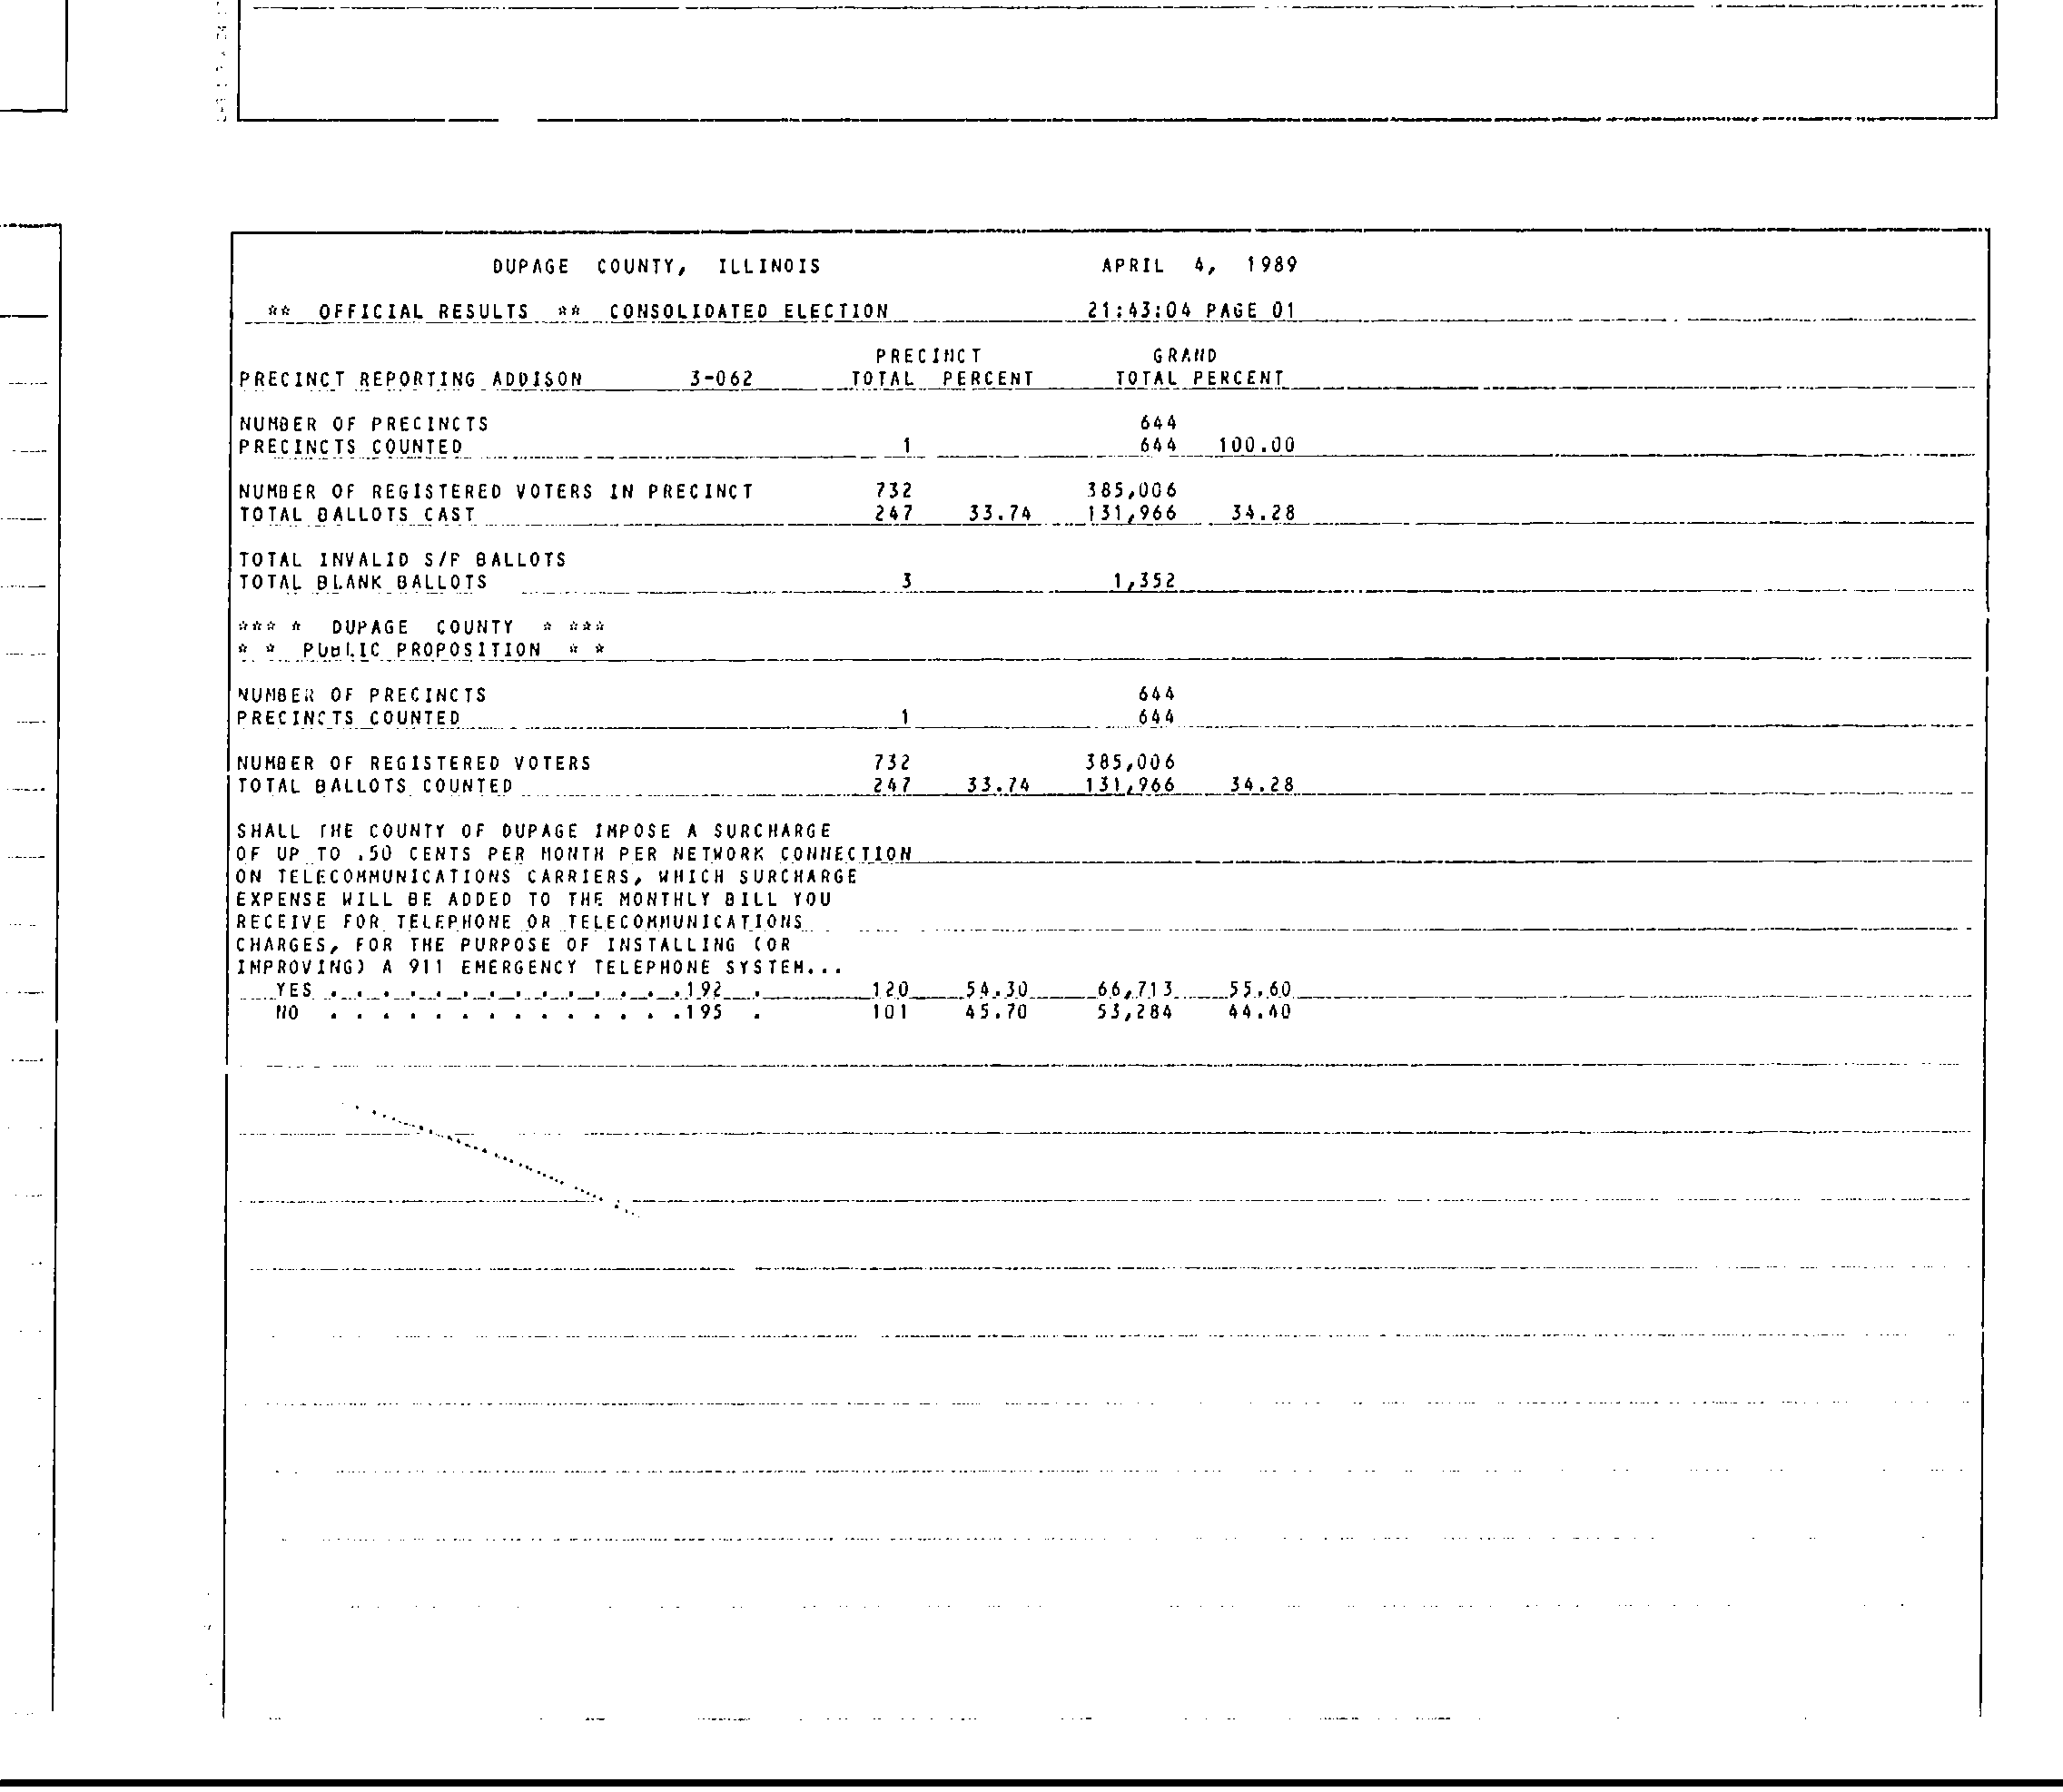 DUPAGE COUNTY, ILLINOIS APRIL 4, 1989
** OFFICIAL RESULTS ** CONSOLIDATED ELECTION 21:43:04 PAGE 01
PRECINCT GRAND
PRECINCT REPORTING ADDISON 3-062 TOTAL PERCENT TOTAL PERCENT
NUMBER OF PRECINCTS 644
PRECINCTS COUNTED 1 644 100.00
NUMBER OF REGISTERED VOTERS IN PRECINCT 732 385,006
TOTAL BALLOTS CAST 247 33.74 131,966 34.28
TOTAL INVALID S/F BALLOTS
TOTAL BLANK BALLOTS 3 1,352
*** * DUPAGE COUNTY * ***
* * PUBLIC PROPOSITION * *
NUMBER OF PRECINCTS 644
PRECINCTS COUNTED 1 644
NUMBER OF REGISTERED VOTERS 732 385,006
TOTAL BALLOTS COUNTED 247 33.74 131,966 34.28
SHALL THE COUNTY OF DUPAGE IMPOSE A SURCHARGE
OF UP TO .50 CENTS PER MONTH PER NETWORK CONNECTION
ON TELECOMMUNICATIONS CARRIERS, WHICH SURCHARGE
EXPENSE WILL BE ADDED TO THE MONTHLY BILL YOU
RECEIVE FOR TELEPHONE OR TELECOMMUNICATIONS
CHARGES, FOR THE PURPOSE OF INSTALLING (OR
IMPROVING) A 911 EMERGENCY TELEPHONE SYSTEM...
YES . . . . . . . . . . . . . .192 . 120 54.30 66,713 55.60
NO . . . . . . . . . . . . . .195 . 101 45.70 53,284 44.40